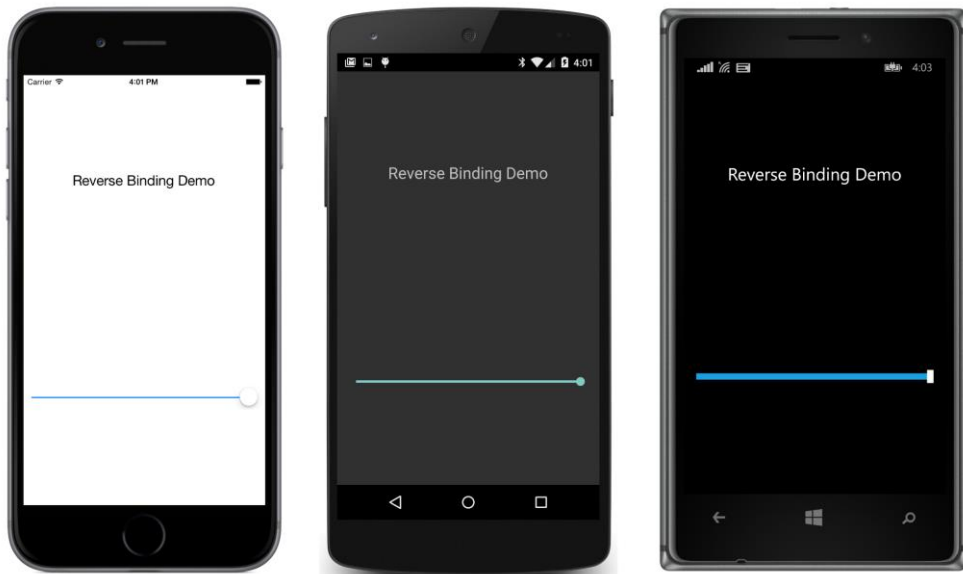 Carrier 4:01 PM
Reverse Binding Demo
4:01
Reverse Binding Demo
4:03
Reverse Binding Demo